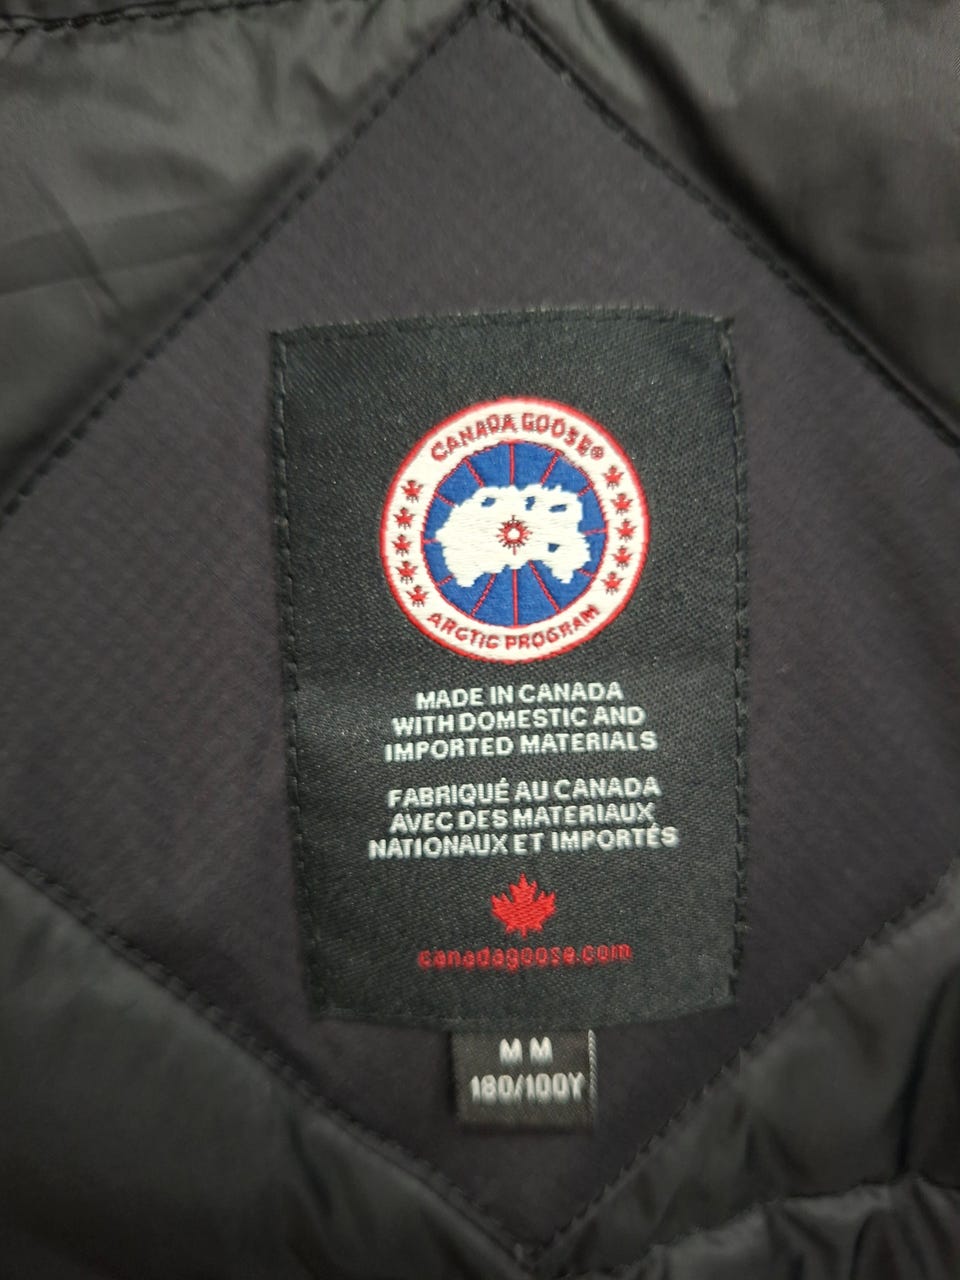 CANADA GOOSE®
ARCTIC PROGRAM
MADE IN CANADA
WITH DOMESTIC AND
IMPORTED MATERIALS
FABRIQUÉ AU CANADA
AVEC DES MATERIAUX
NATIONAUX ET IMPORTÉS
canadagoose.com
M M
180/100Y